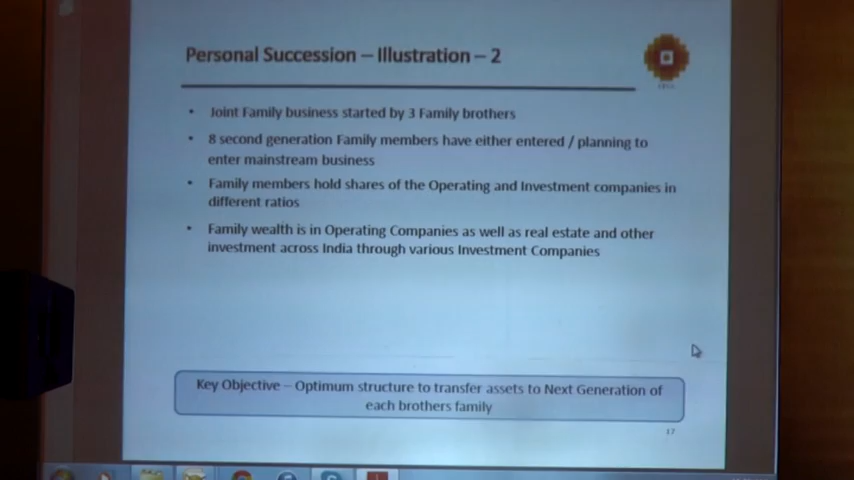 Personal Succession – Illustration – 2
• Joint Family business started by 3 Family brothers
• 8 second generation Family members have either entered / planning to
enter mainstream business
• Family members hold shares of the Operating and Investment companies in
different ratios
• Family wealth is in Operating Companies as well as real estate and other
investment across India through various Investment Companies
Key Objective – Optimum structure to transfer assets to Next Generation of
each brothers family
17